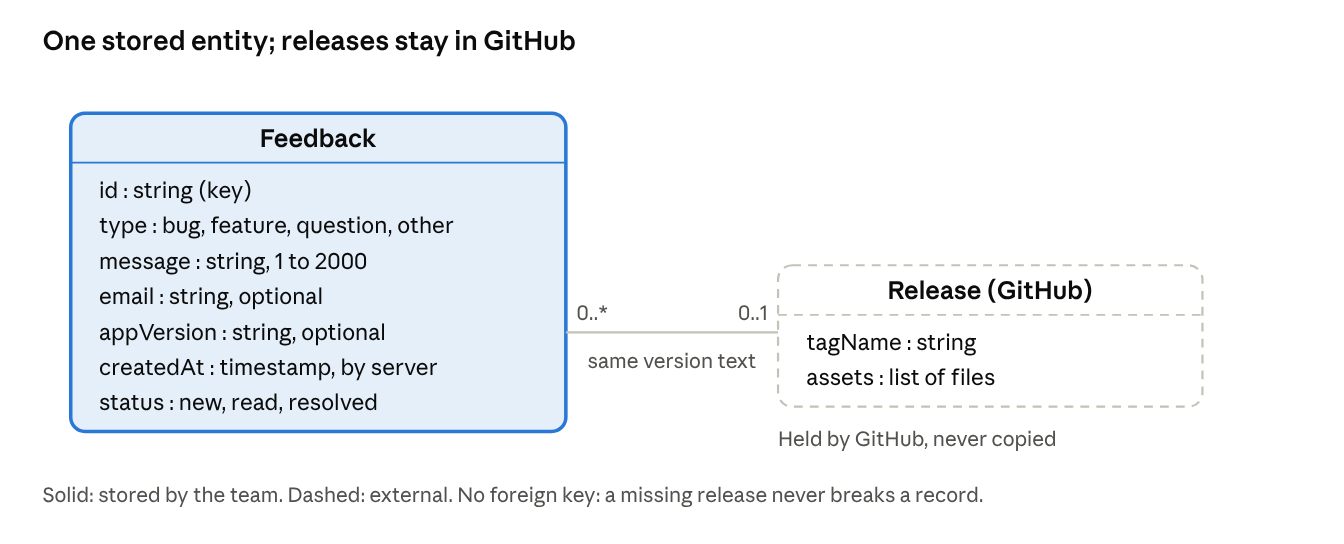 One stored entity; releases stay in GitHub
Feedback
id : string (key)
type : bug, feature, question, other
message : string, 1 to 2000
email : string, optional
appVersion : string, optional
createdAt : timestamp, by server
status : new, read, resolved
0..*
0..1
same version text
Release (GitHub)
tagName : string
assets : list of files
Held by GitHub, never copied
Solid: stored by the team. Dashed: external. No foreign key: a missing release never breaks a record.